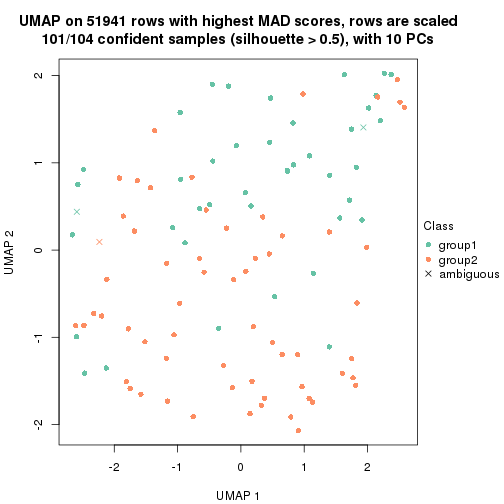 UMAP on 51941 rows with highest MAD scores, rows are scaled
101/104 confident samples (silhouette > 0.5), with 10 PCs
2
1
0
-1
-2
UMAP 2
-2
-1
0
1
2
UMAP 1
Class
group1
group2
ambiguous